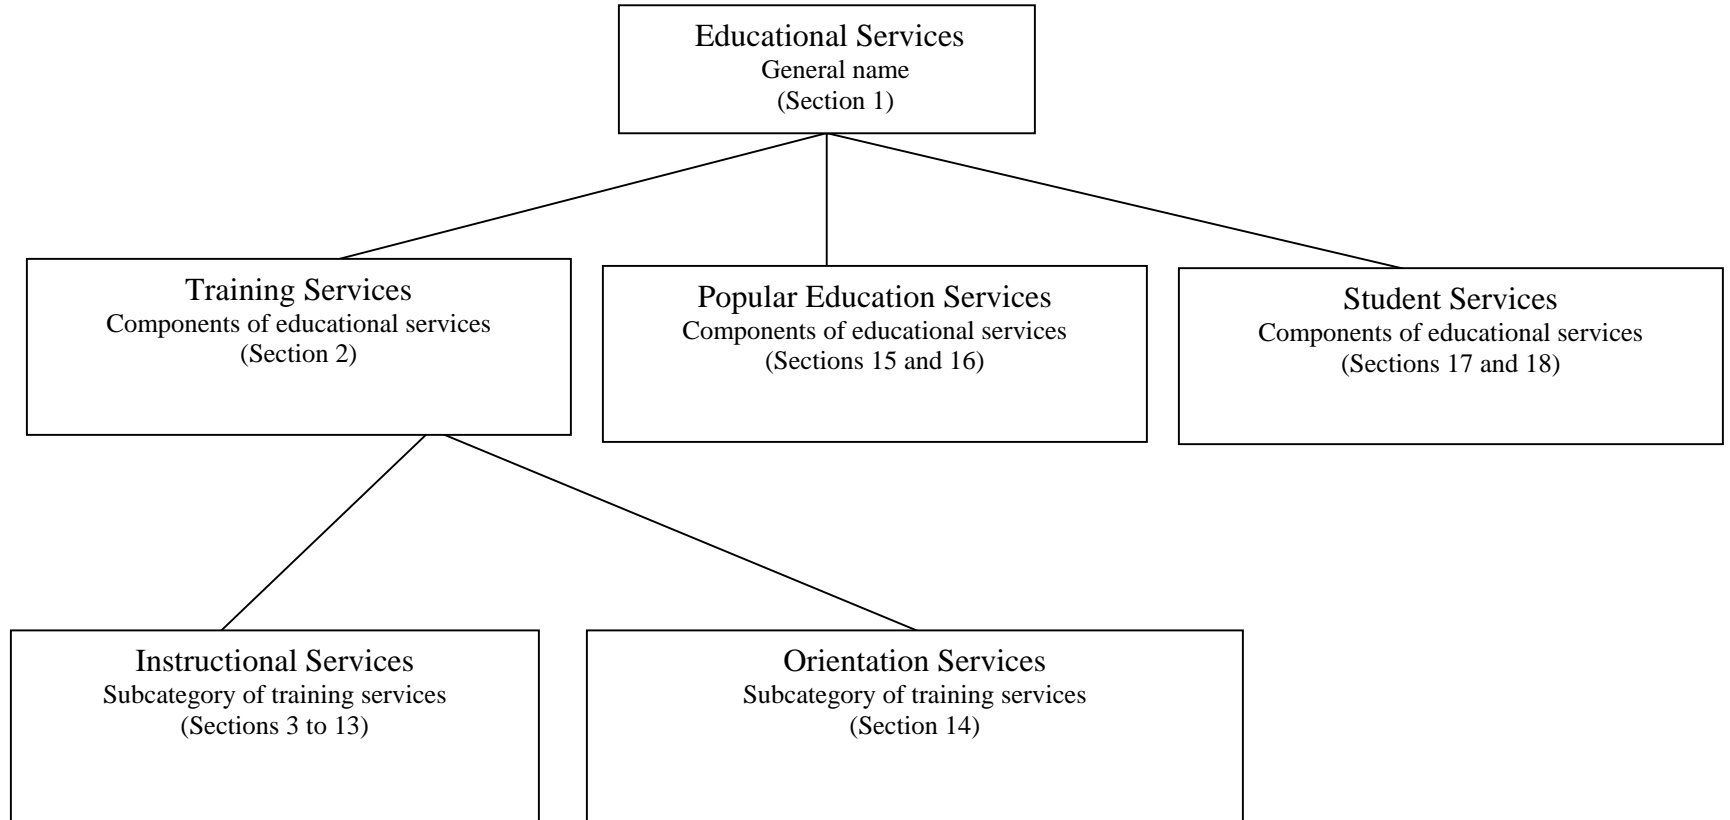 Educational Services
General name
(Section 1)
Training Services
Components of educational services
(Section 2)
Popular Education Services
Components of educational services
(Sections 15 and 16)
Student Services
Components of educational services
(Sections 17 and 18)
Instructional Services
Subcategory of training services
(Sections 3 to 13)
Orientation Services
Subcategory of training services
(Section 14)